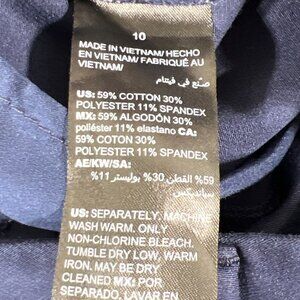 10
MADE IN VIETNAM/ HECHO
EN VIETNAM/ FABRIQUÉ AU
VIETNAM/
صنع في فيتنام
US: 59% COTTON 30%
POLYESTER 11% SPANDEX
MX: 59% ALGODÓN 30%
poliéster 11% elastano CA:
59% COTTON 30%
POLYESTER 11% SPANDEX
AE/KW/SA:
59% القطن 30% بوليستر 11%
سباندكس
US: SEPARATELY, MACHINE
WASH WARM. ONLY
NON-CHLORINE BLEACH.
TUMBLE DRY LOW, WARM
IRON. MAY BE DRY
CLEANED MX: POR
SEPARADO, LAVAR EN